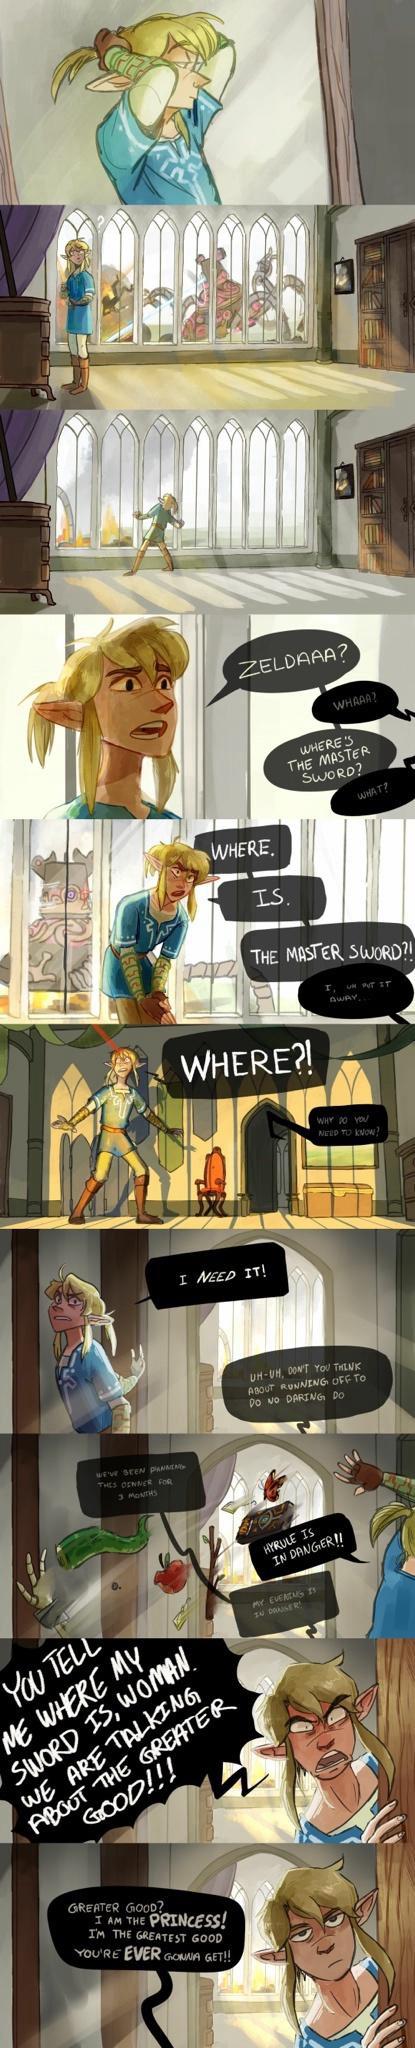 ?
ZELDAAA?
WHAAA?
WHERE'S
THE MASTER
SWORD?
WHAT?
WHERE.
IS.
THE MASTER SWORD?!
I, UH PUT IT
AWAY...
WHERE?!
WHY DO YOU
NEED TO KNOW?
I NEED IT!
UH-UH, DON'T YOU THINK
ABOUT RUNNING OFF TO
DO NO DARING DO
WE'VE BEEN PLANNING
THIS DINNER FOR
3 MONTHS
HYRULE IS
IN DANGER!!
MY EVENING IS
IN DANGER!
YOU TELL
ME WHERE MY
SWORD IS, WOMAN.
WE ARE TALKING
ABOUT THE GREATER
GOOD!!!
GREATER GOOD?
I AM THE PRINCESS!
I'M THE GREATEST GOOD
YOU'RE EVER GONNA GET!!